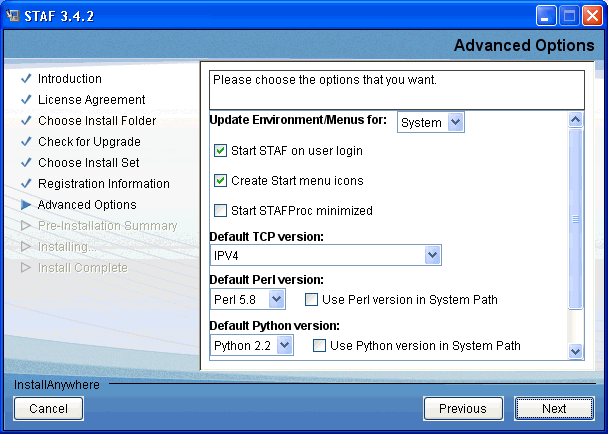 STAF 3.4.2
Advanced Options
Introduction
License Agreement
Choose Install Folder
Check for Upgrade
Choose Install Set
Registration Information
Advanced Options
Pre-Installation Summary
Installing...
Install Complete
Please choose the options that you want.
Update Environment/Menus for: System
Start STAF on user login
Create Start menu icons
Start STAFProc minimized
Default TCP version:
IPV4
Default Perl version:
Perl 5.8 Use Perl version in System Path
Default Python version:
Python 2.2 Use Python version in System Path
InstallAnywhere
Cancel Previous Next